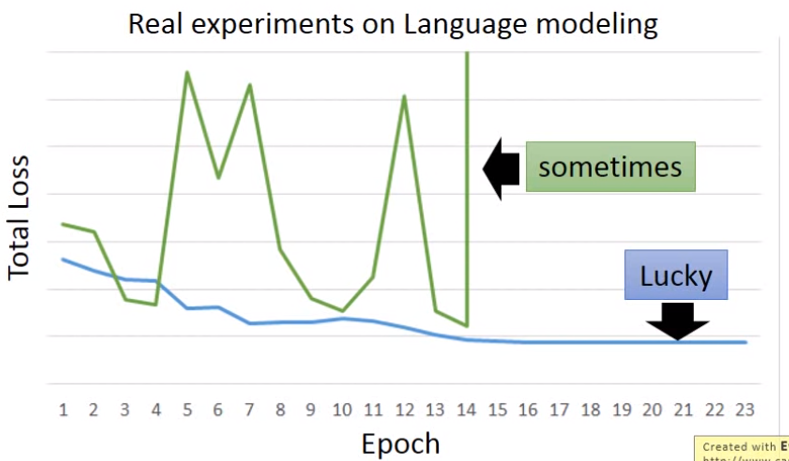 Real experiments on Language modeling
Total Loss
sometimes
Lucky
1 2 3 4 5 6 7 8 9 10 11 12 13 14 15 16 17 18 19 20 21 22 23
Epoch
Created with